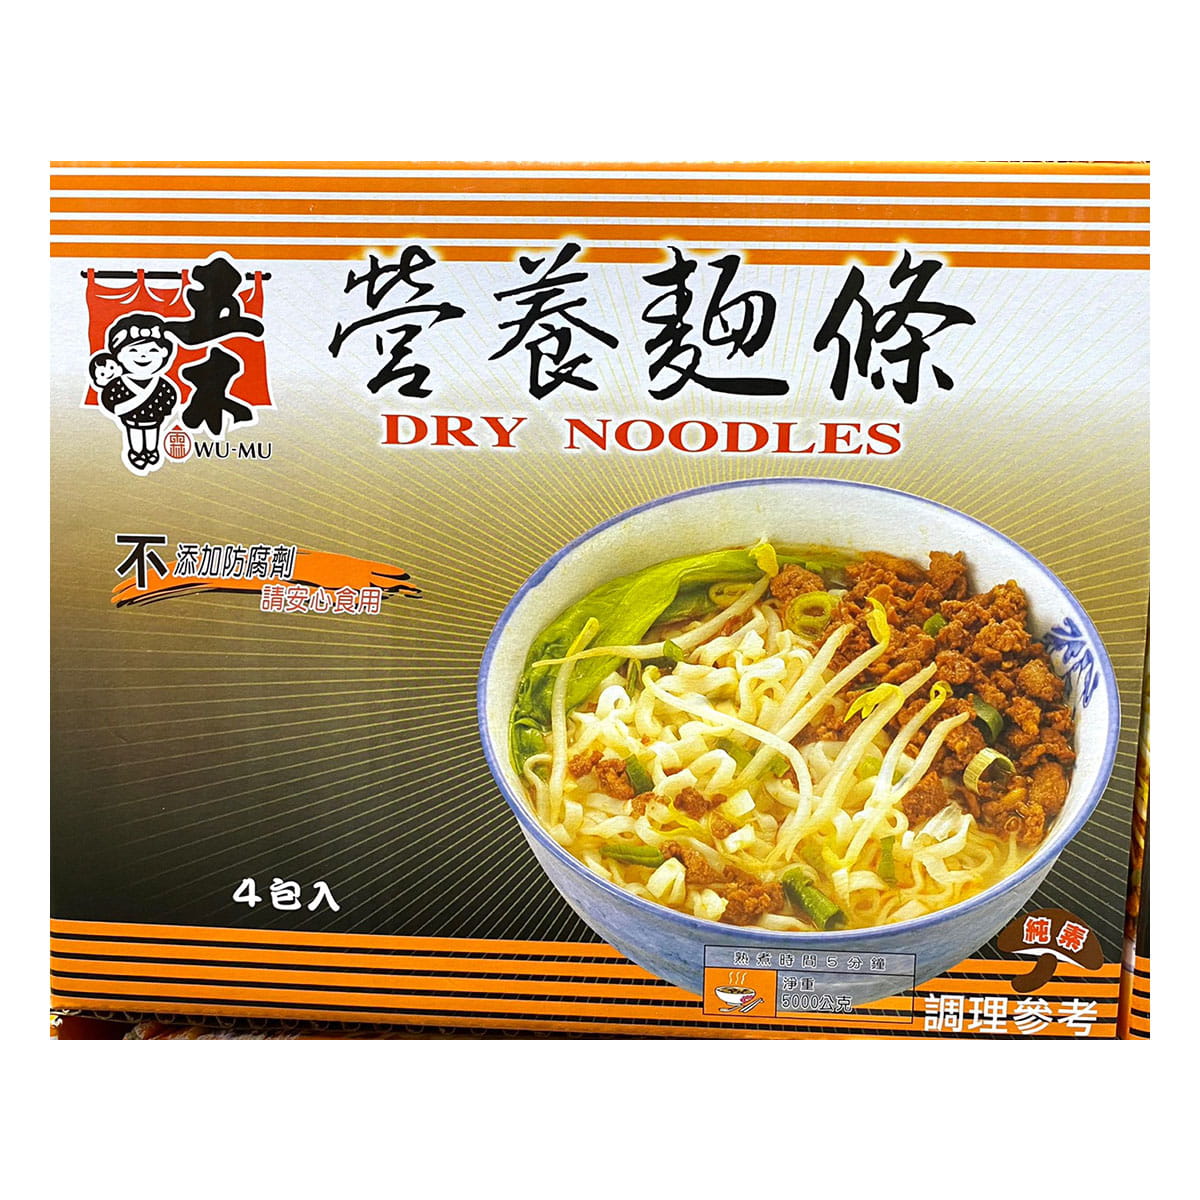 五木
WU-MU
營養麵條
DRY NOODLES
不添加防腐劑
請安心食用
4包入
熟煮時間5分鐘
淨重
5000公克
純素
調理參考